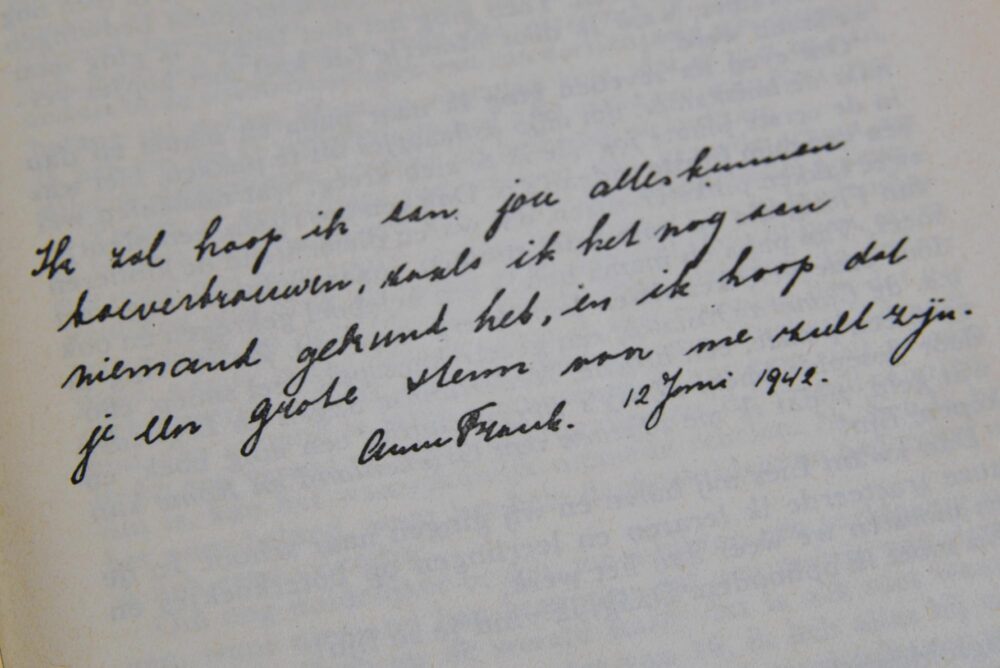 Ik zal hoop ik aan jou alles kunnen
toevertrouwen, zoals ik het nog aan
niemand gekund heb, en ik hoop dat
je een grote steun voor me zult zijn.
Anne Frank. 12 Juni 1942.